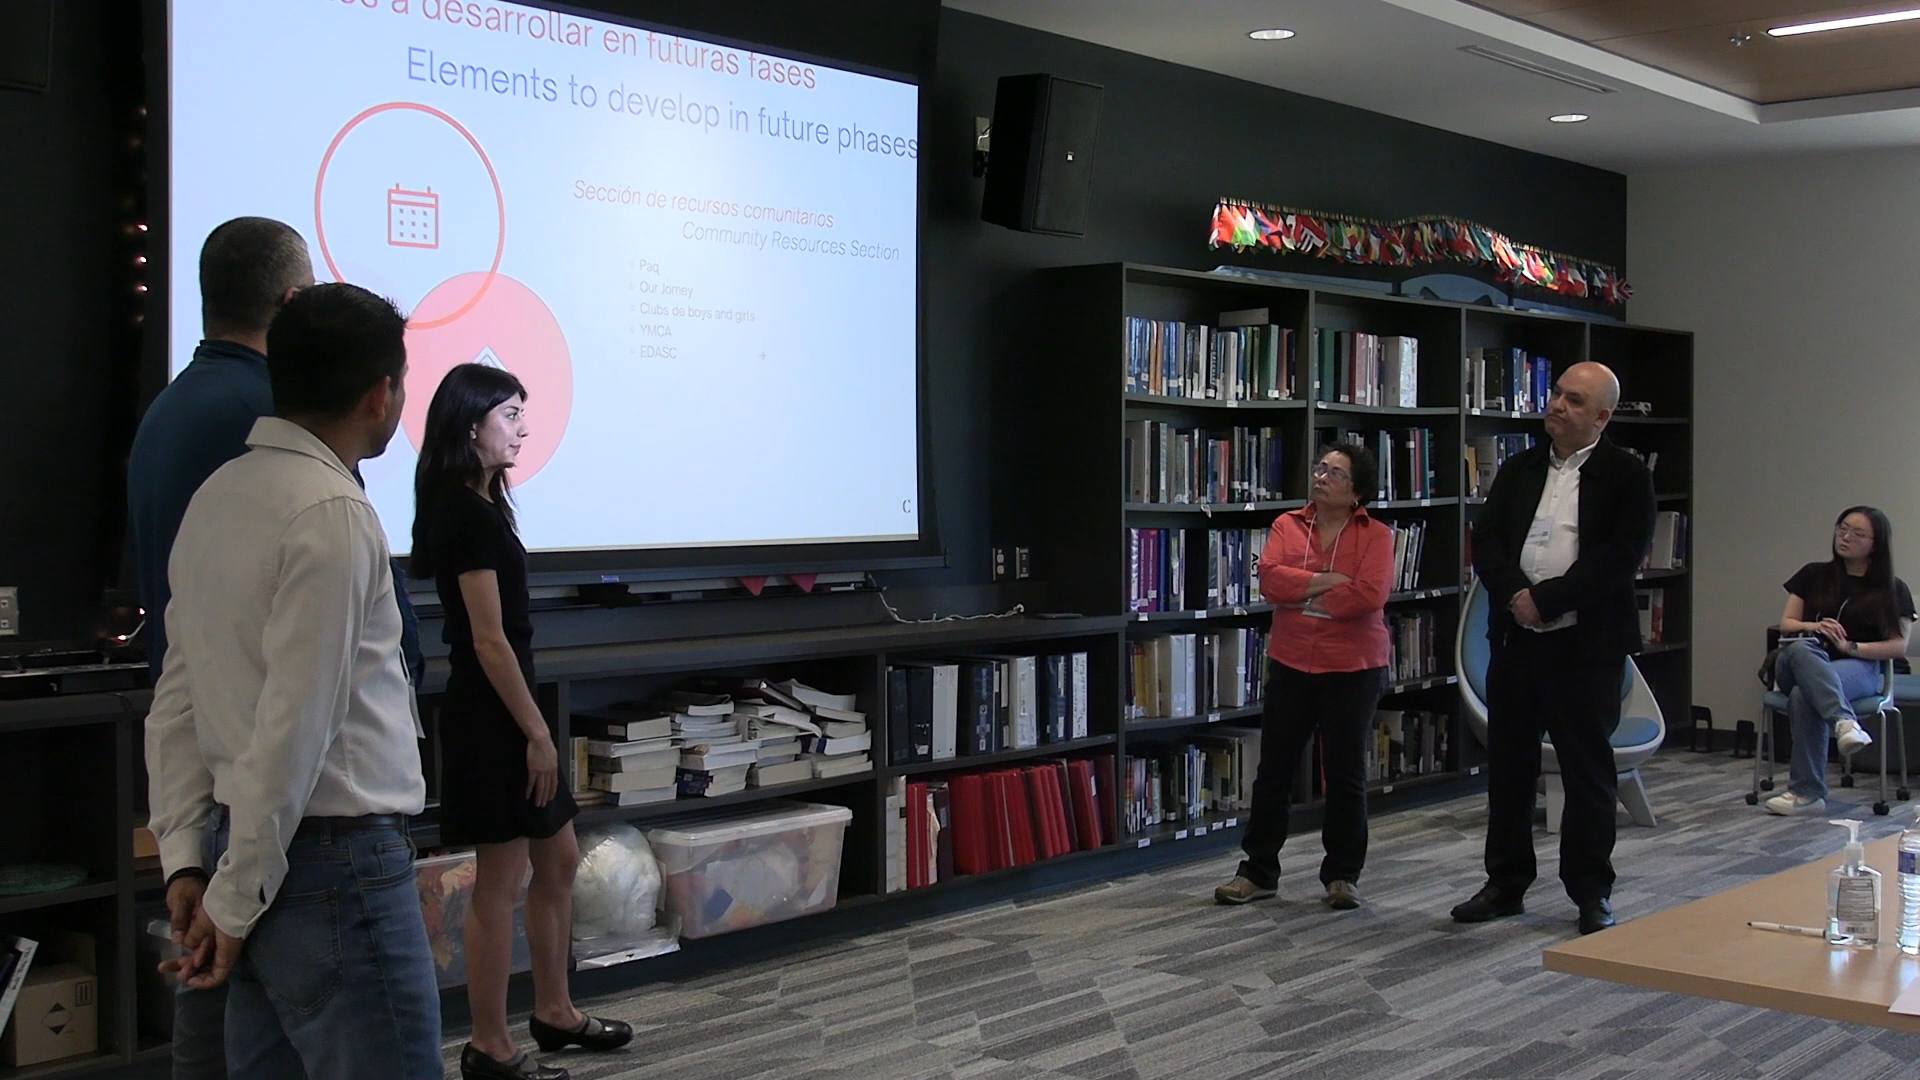 a desarrollar en futuras fases
Elements to develop in future phases
Sección de recursos comunitarios
Community Resources Section
Paq
Our Jorney
Clubs de boys and girls
YMCA
EDASC
C
ACT